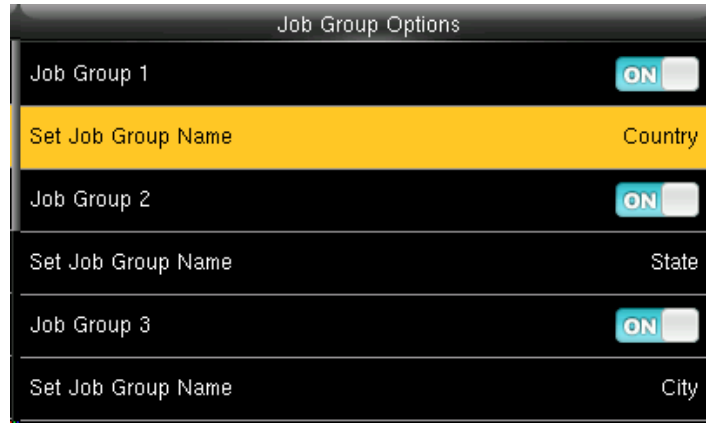 Job Group Options
Job Group 1 ON
Set Job Group Name Country
Job Group 2 ON
Set Job Group Name State
Job Group 3 ON
Set Job Group Name City